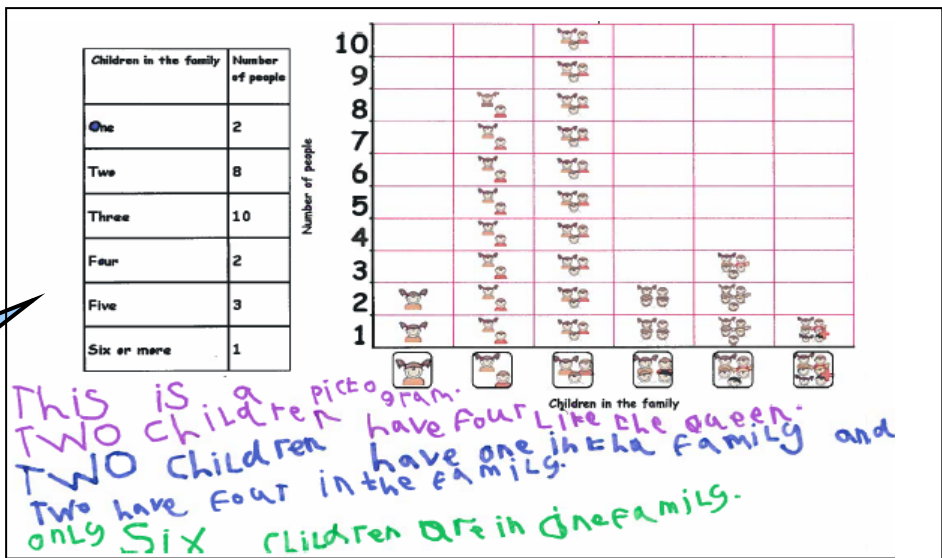 Children in the family Number of people
One 2
Two 8
Three 10
Four 2
Five 3
Six or more 1
Number of people
10
9
8
7
6
5
4
3
2
1
Children in the family
This is a pictogram.
TWO children have four Like the queen.
TWO children have one in tha family and
Two have four in the family.
only Six cLildren are in one family.